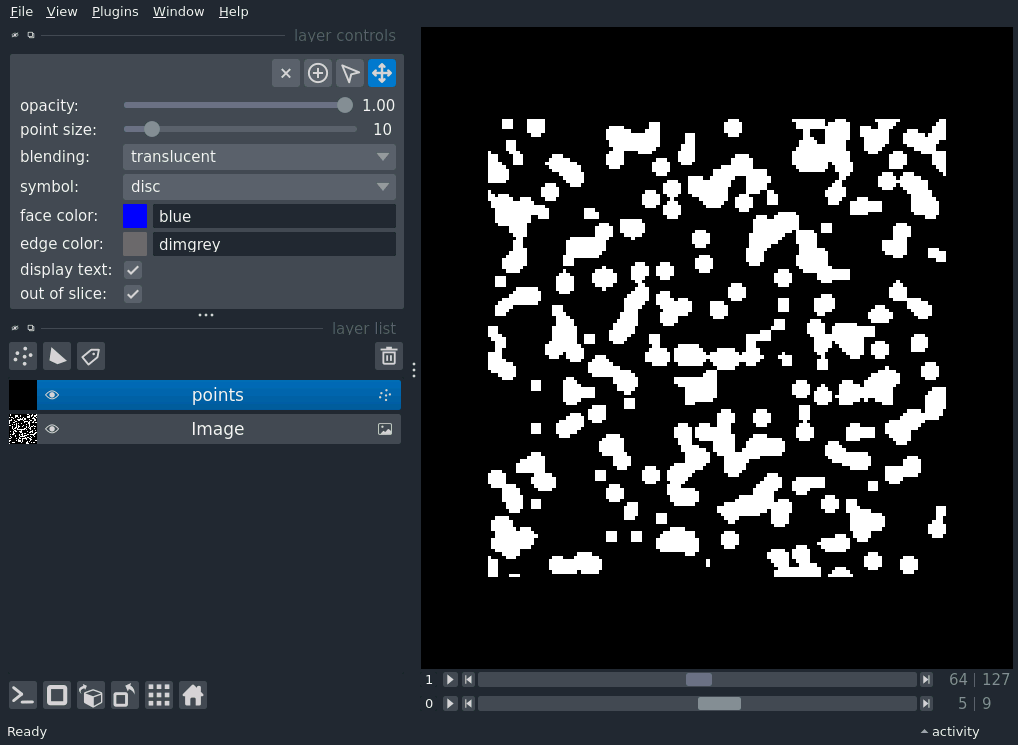 File View Plugins Window Help
layer controls
opacity: 1.00
point size: 10
blending: translucent
symbol: disc
face color: blue
edge color: dimgrey
display text:
out of slice:
layer list
points
Image
1 64 | 127
0 5 | 9
Ready activity